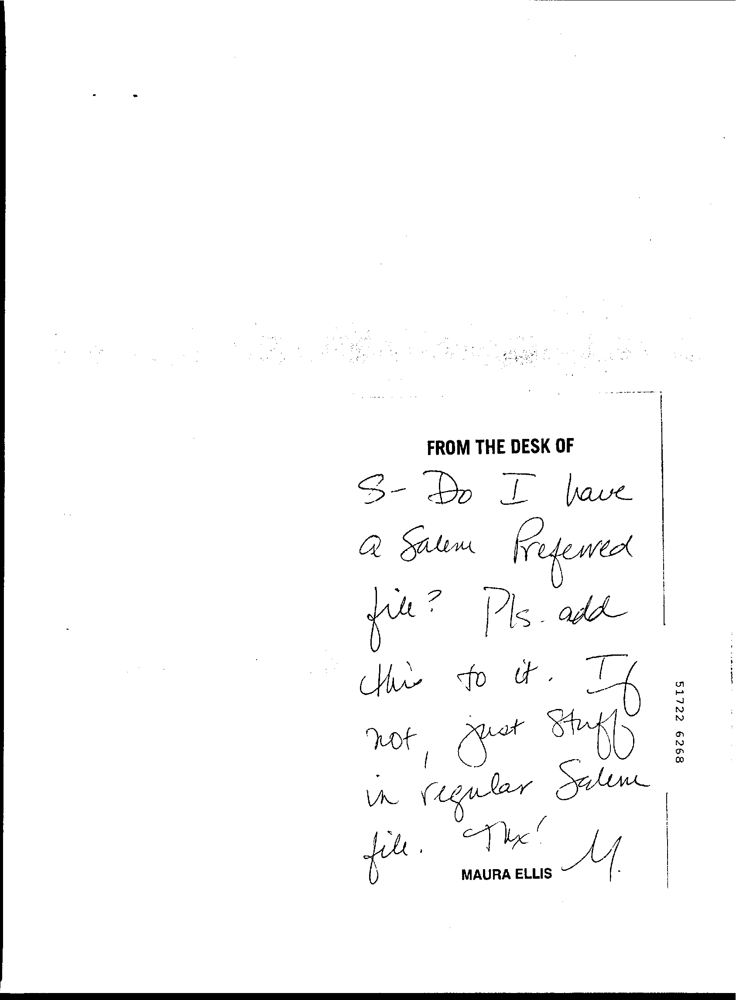 FROM THE DESK OF
S- Do I have
a Salem Preferred
file? Pls. add
this to it. If
not, just stuff
in regular Salem
file. Thx!
M.
MAURA ELLIS
51722 6268